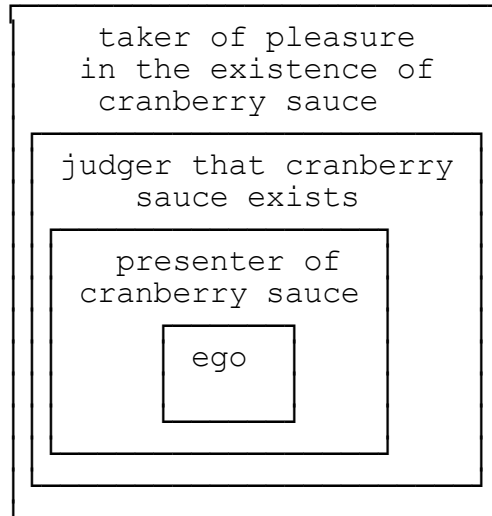 taker of pleasure
in the existence of
cranberry sauce
judger that cranberry
sauce exists
presenter of
cranberry sauce
ego